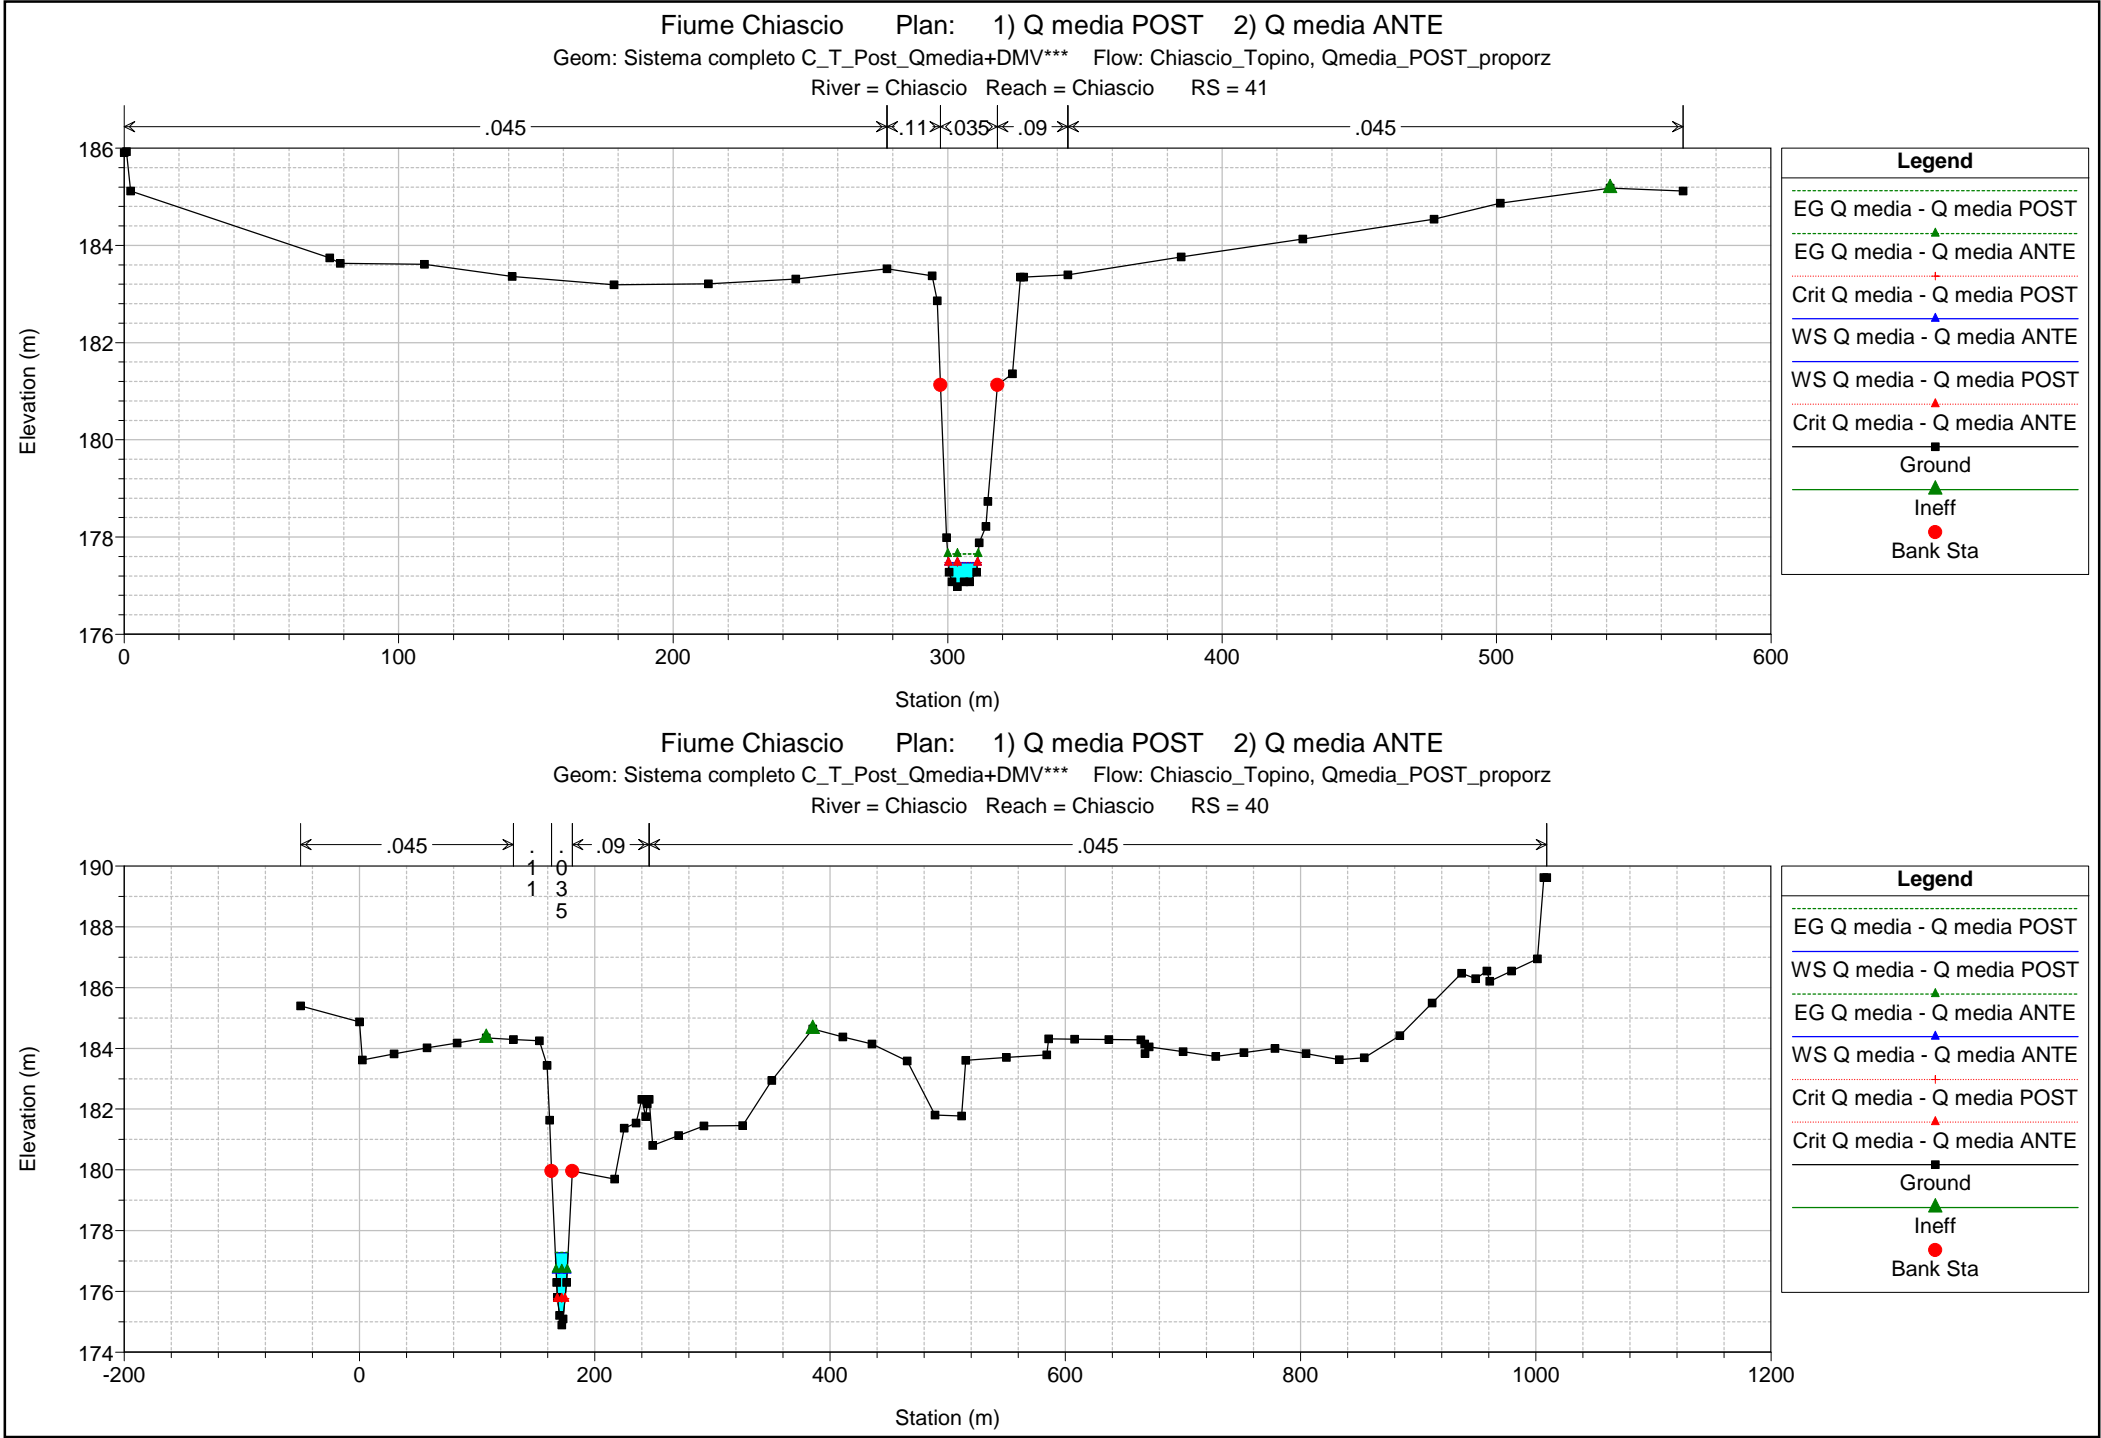 Fiume Chiascio Plan: 1) Q media POST 2) Q media ANTE
Geom: Sistema completo C_T_Post_Qmedia+DMV*** Flow: Chiascio_Topino, Qmedia_POST_proporz
River = Chiascio Reach = Chiascio RS = 41
.045 .11 .035 .09 .045
186
184
182
180
178
176
0 100 200 300 400 500 600
Elevation (m)
Station (m)
Legend
EG Q media - Q media POST
EG Q media - Q media ANTE
Crit Q media - Q media POST
WS Q media - Q media ANTE
WS Q media - Q media POST
Crit Q media - Q media ANTE
Ground
Ineff
Bank Sta
Fiume Chiascio Plan: 1) Q media POST 2) Q media ANTE
Geom: Sistema completo C_T_Post_Qmedia+DMV*** Flow: Chiascio_Topino, Qmedia_POST_proporz
River = Chiascio Reach = Chiascio RS = 40
.045 .11 .035 .09 .045
190
188
186
184
182
180
178
176
174
-200 0 200 400 600 800 1000 1200
Elevation (m)
Station (m)
Legend
EG Q media - Q media POST
WS Q media - Q media POST
EG Q media - Q media ANTE
WS Q media - Q media ANTE
Crit Q media - Q media POST
Crit Q media - Q media ANTE
Ground
Ineff
Bank Sta